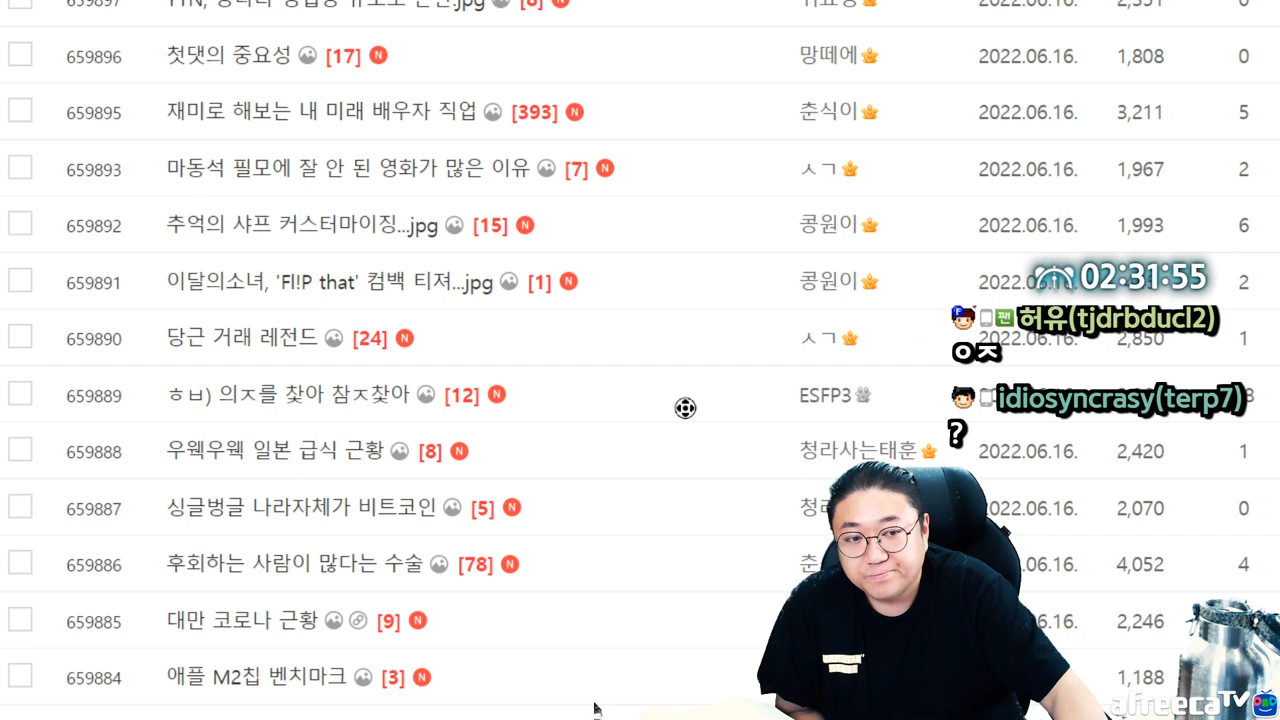 659896 첫댓의 중요성 [17] N 망떼에 2022.06.16. 1,808 0
659895 재미로 해보는 내 미래 배우자 직업 [393] N 춘식이 2022.06.16. 3,211 5
659893 마동석 필모에 잘 안 된 영화가 많은 이유 [7] N ㅅㄱ 2022.06.16. 1,967 2
659892 추억의 샤프 커스터마이징...jpg [15] N 콩원이 2022.06.16. 1,993 6
659891 이달의소녀, 'F!!P that' 컴백 티져...jpg [1] N 콩원이 2
02:31:55
팬 허유(tjdrbducl2)
659890 당근 거래 레전드 [24] N ㅅㄱ 2022.06.16. 2,850 1
ㅇㅈ
659889 ㅎㅂ) 의ㅈ를 찾아 참ㅈ찾아 [12] N ESFP3
idiosyncrasy(terp7)
?
659888 우웩우웩 일본 급식 근황 [8] N 청라사는태훈 2022.06.16. 2,420 1
659887 싱글벙글 나라자체가 비트코인 [5] N 2022.06.16. 2,070 0
659886 후회하는 사람이 많다는 수술 [78] N 06.16. 4,052 4
659885 대만 코로나 근황 [9] N 16. 2,246
659884 애플 M2칩 벤치마크 [3] N 1,188
afreecaTV